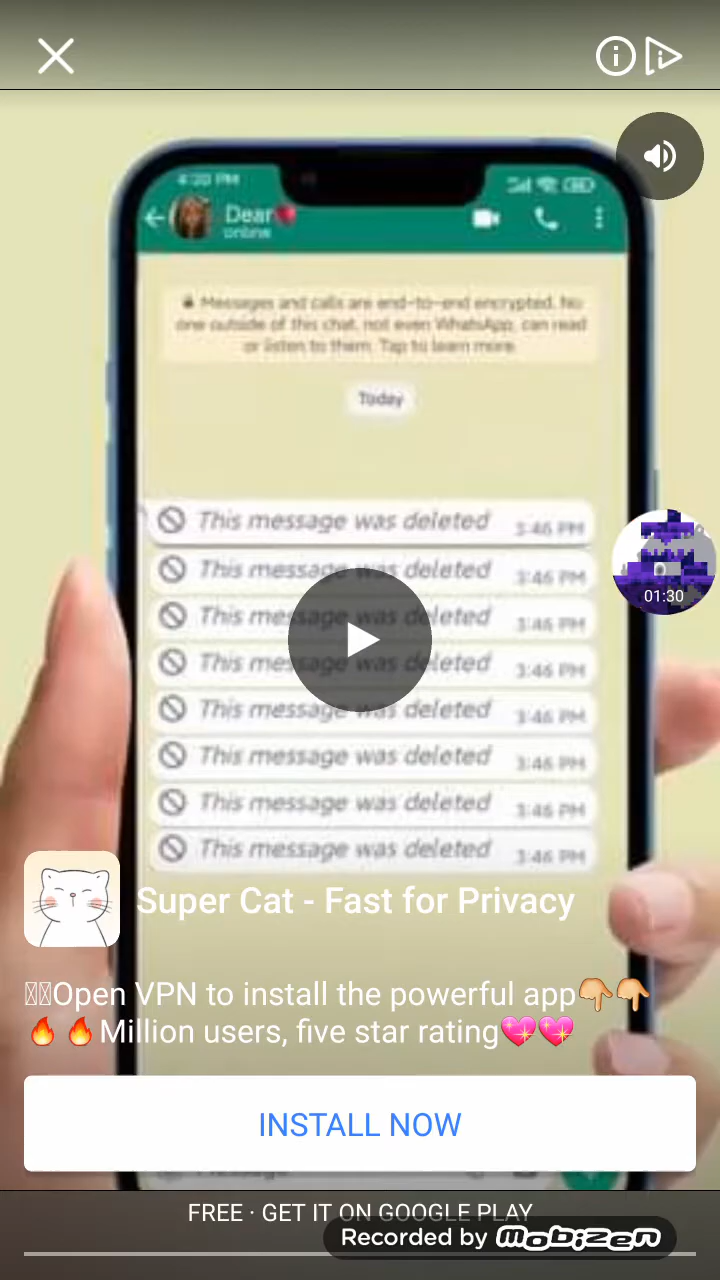 4:20 PM
Dear
online
Messages and calls are end-to-end encrypted. No
one outside of this chat, not even WhatsApp, can read
or listen to them. Tap to learn more.
Today
This message was deleted 3:46 PM
This message was deleted 3:46 PM
This message was deleted 3:46 PM
This message was deleted 3:46 PM
This message was deleted 3:46 PM
This message was deleted 3:46 PM
This message was deleted 3:46 PM
This message was deleted 3:46 PM
01:30
Super Cat - Fast for Privacy
Open VPN to install the powerful app👇👇
🔥🔥Million users, five star rating💖💖
INSTALL NOW
FREE · GET IT ON GOOGLE PLAY
Recorded by mobizen